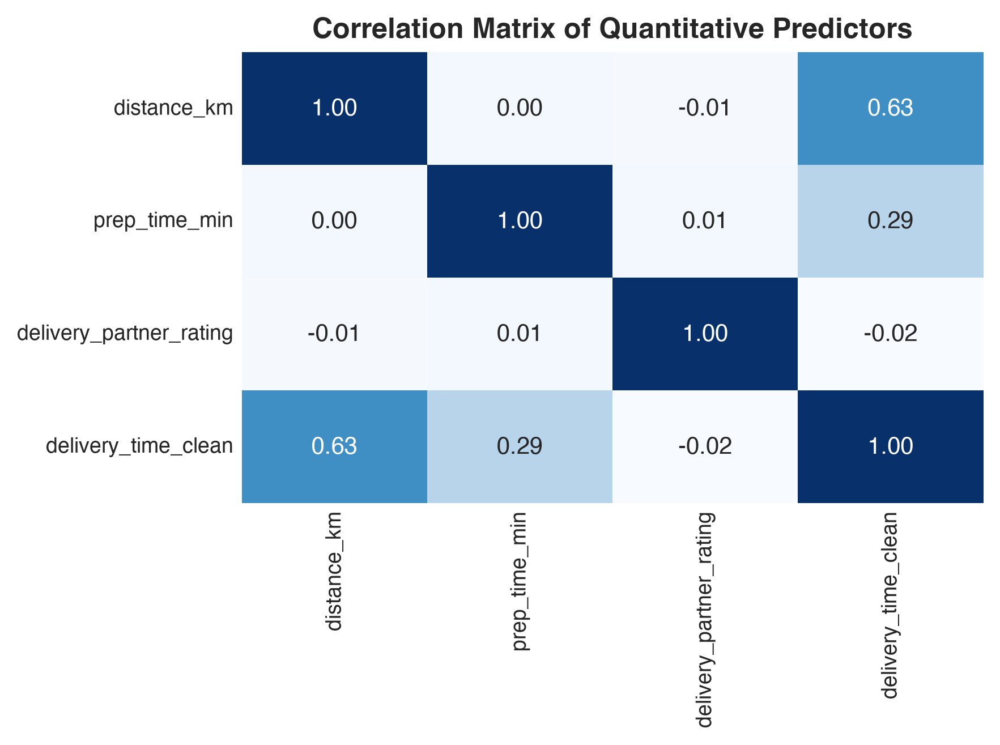 Correlation Matrix of Quantitative Predictors
distance_km 1.00 0.00 -0.01 0.63
prep_time_min 0.00 1.00 0.01 0.29
delivery_partner_rating -0.01 0.01 1.00 -0.02
delivery_time_clean 0.63 0.29 -0.02 1.00
distance_km
prep_time_min
delivery_partner_rating
delivery_time_clean